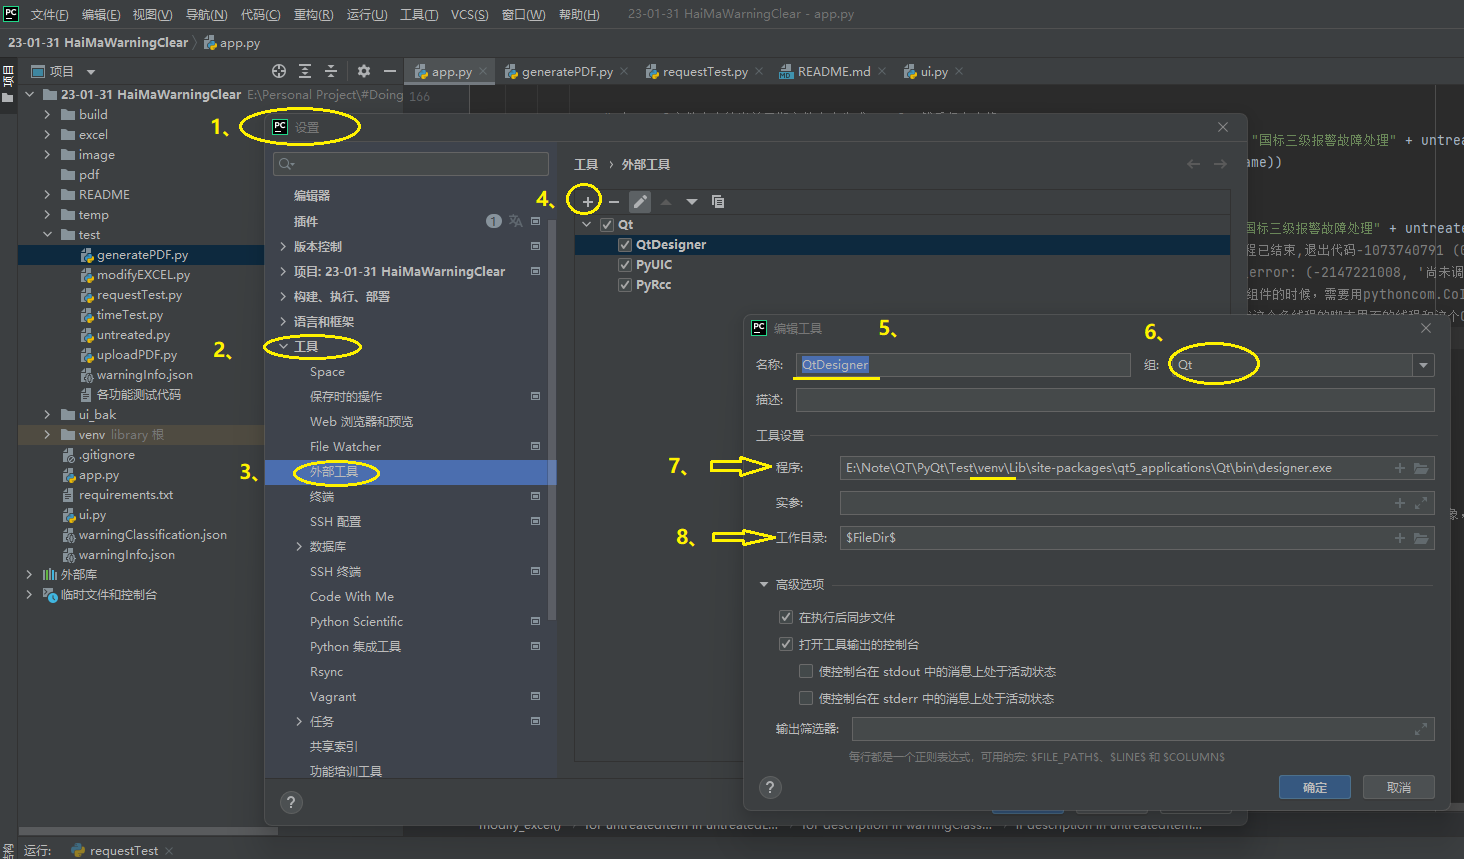 文件(F) 编辑(E) 视图(V) 导航(N) 代码(C) 重构(R) 运行(U) 工具(T) VCS(S) 窗口(W) 帮助(H) 23-01-31 HaiMaWarningClear - app.py
23-01-31 HaiMaWarningClear app.py
项目
项目
app.py generatePDF.py requestTest.py README.md ui.py
23-01-31 HaiMaWarningClear E:\Personal Project\#Doing
build
excel
image
pdf
README
temp
test
generatePDF.py
modifyEXCEL.py
requestTest.py
timeTest.py
untreated.py
uploadPDF.py
warningInfo.json
各功能测试代码
ui_bak
venv library 根
.gitignore
app.py
requirements.txt
ui.py
warningClassification.json
warningInfo.json
外部库
临时文件和控制台
166
"国标三级报警故障处理" + untrea
ame))
国标三级报警故障处理" + untreate
程已结束,退出代码-1073740791 (
error: (-2147221008, '尚未调
组件的时候，需要用pythoncom.CoI
1、
PC 设置
编辑器
插件 1
版本控制
项目: 23-01-31 HaiMaWarningClear
构建、执行、部署
语言和框架
2、
工具
Space
保存时的操作
Web 浏览器和预览
File Watcher
3、
外部工具
终端
SSH 配置
数据库
SSH 终端
Code With Me
Python Scientific
Python 集成工具
Rsync
Vagrant
任务
共享索引
功能培训工具
?
工具 › 外部工具
4、
Qt
QtDesigner
PyUIC
PyRcc
PC 编辑工具
5、
6、
名称: QtDesigner 组: Qt
描述:
工具设置
7、
程序: E:\Note\QT\PyQt\Test\venv\Lib\site-packages\qt5_applications\Qt\bin\designer.exe
实参:
8、
工作目录: $FileDir$
高级选项
在执行后同步文件
打开工具输出的控制台
使控制台在 stdout 中的消息上处于活动状态
使控制台在 stderr 中的消息上处于活动状态
输出筛选器:
每行都是一个正则表达式，可用的宏: $FILE_PATH$、$LINE$ 和 $COLUMN$
?
确定 取消
modify_excel() for untreatedItem in untreatedL... for description in warningClass... if description in untreatedItem...
运行: requestTest